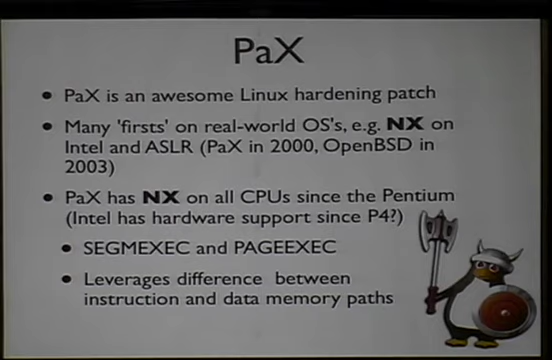 PaX
• PaX is an awesome Linux hardening patch
• Many 'firsts' on real-world OS's, e.g. NX on
Intel and ASLR (PaX in 2000, OpenBSD in
2003)
• PaX has NX on all CPUs since the Pentium
(Intel has hardware support since P4?)
• SEGMEXEC and PAGEEXEC
• Leverages difference between
instruction and data memory paths